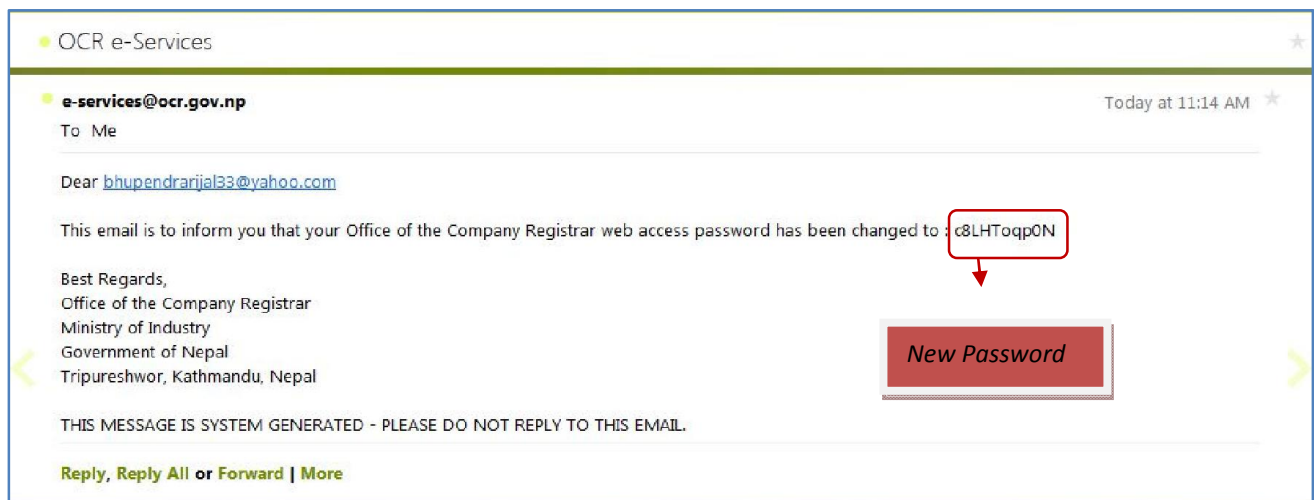 OCR e-Services
e-services@ocr.gov.np
Today at 11:14 AM
To Me
Dear bhupendrarijal33@yahoo.com
This email is to inform you that your Office of the Company Registrar web access password has been changed to : c8LHToqp0N
Best Regards,
Office of the Company Registrar
Ministry of Industry
Government of Nepal
Tripureshwor, Kathmandu, Nepal
New Password
THIS MESSAGE IS SYSTEM GENERATED - PLEASE DO NOT REPLY TO THIS EMAIL.
Reply, Reply All or Forward | More